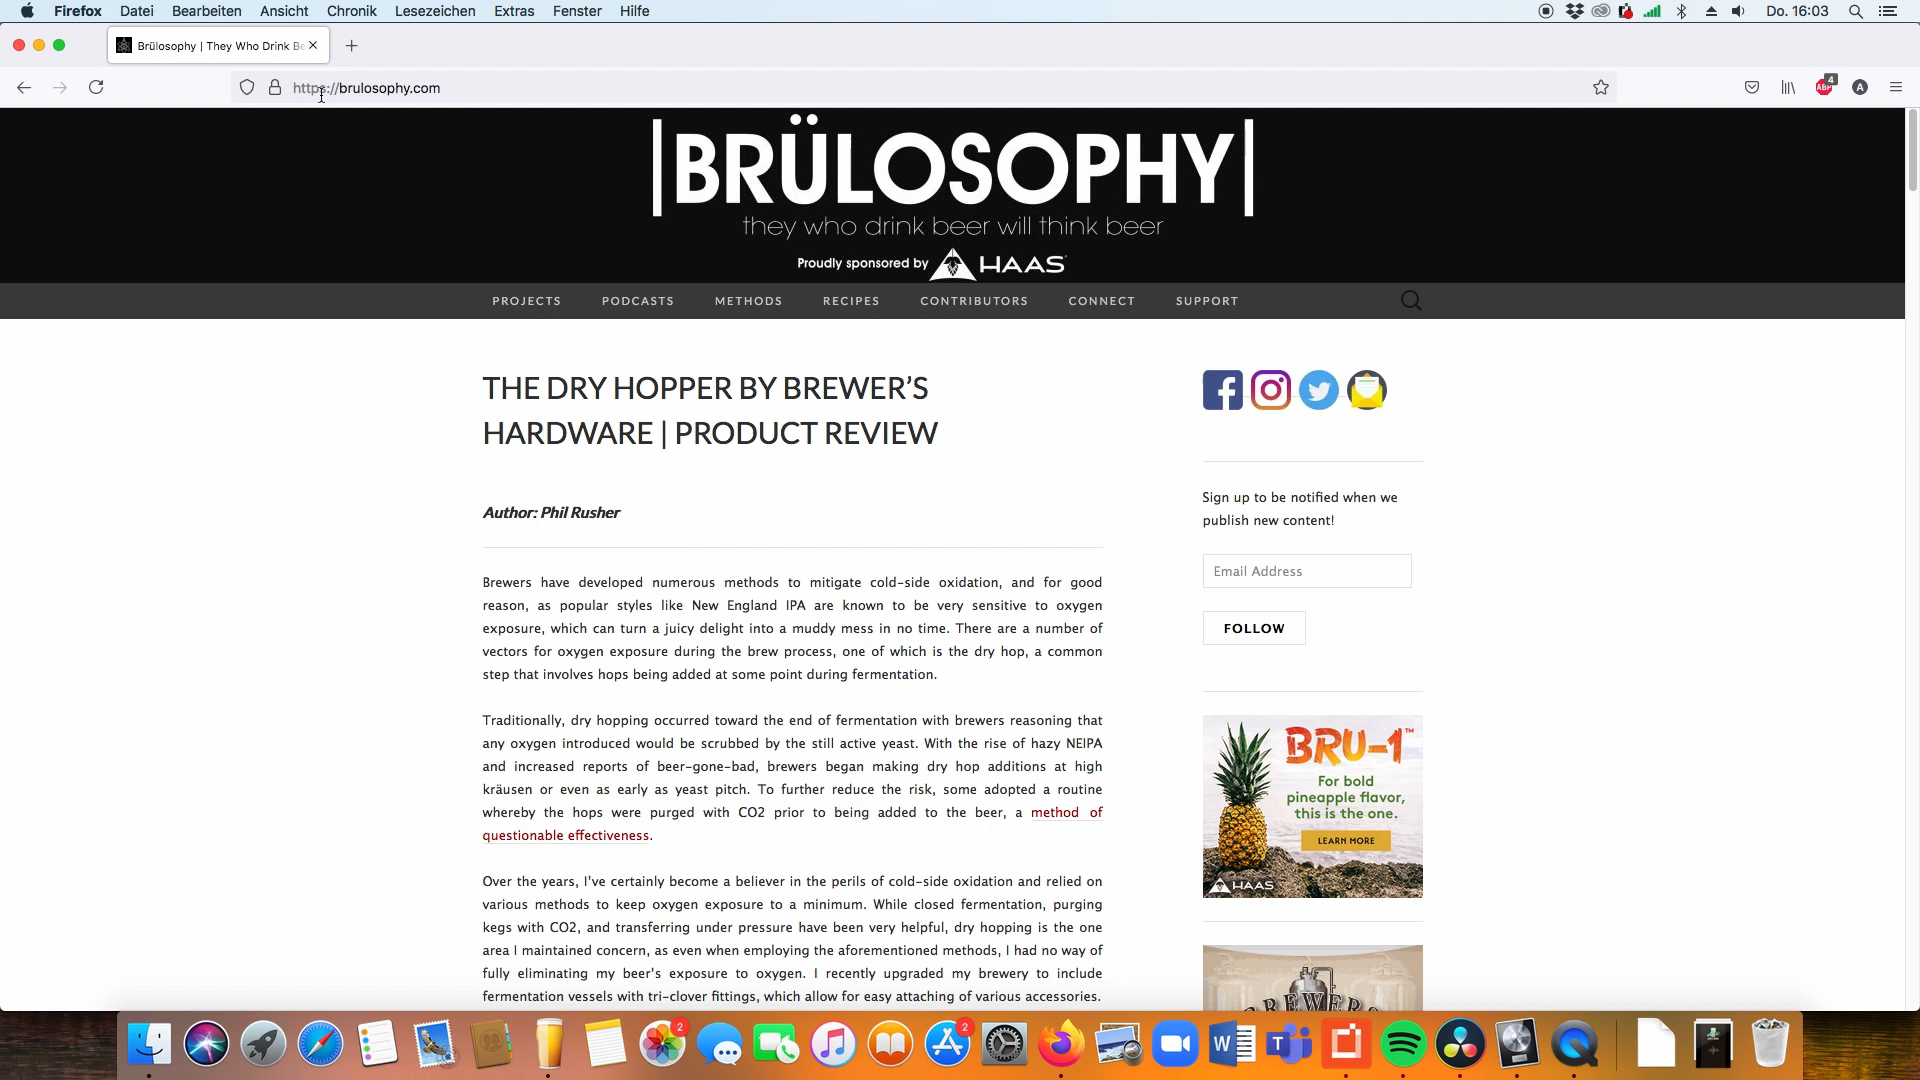 Firefox Datei Bearbeiten Ansicht Chronik Lesezeichen Extras Fenster Hilfe Do. 16:03
Brülosophy | They Who Drink Be
https://brulosophy.com
4
ABP
A
|BRÜLOSOPHY|
they who drink beer will think beer
Proudly sponsored by HAAS
PROJECTS PODCASTS METHODS RECIPES CONTRIBUTORS CONNECT SUPPORT
THE DRY HOPPER BY BREWER’S
HARDWARE | PRODUCT REVIEW
Author: Phil Rusher
Brewers have developed numerous methods to mitigate cold-side oxidation, and for good
reason, as popular styles like New England IPA are known to be very sensitive to oxygen
exposure, which can turn a juicy delight into a muddy mess in no time. There are a number of
vectors for oxygen exposure during the brew process, one of which is the dry hop, a common
step that involves hops being added at some point during fermentation.
Traditionally, dry hopping occurred toward the end of fermentation with brewers reasoning that
any oxygen introduced would be scrubbed by the still active yeast. With the rise of hazy NEIPA
and increased reports of beer-gone-bad, brewers began making dry hop additions at high
kräusen or even as early as yeast pitch. To further reduce the risk, some adopted a routine
whereby the hops were purged with CO2 prior to being added to the beer, a method of
questionable effectiveness.
Over the years, I've certainly become a believer in the perils of cold-side oxidation and relied on
various methods to keep oxygen exposure to a minimum. While closed fermentation, purging
kegs with CO2, and transferring under pressure have been very helpful, dry hopping is the one
area I maintained concern, as even when employing the aforementioned methods, I had no way of
fully eliminating my beer's exposure to oxygen. I recently upgraded my brewery to include
fermentation vessels with tri-clover fittings, which allow for easy attaching of various accessories.
Sign up to be notified when we
publish new content!
Email Address
FOLLOW
BRU-1™
For bold
pineapple flavor,
this is the one.
LEARN MORE
HAAS
BREWERS
2
2
W
T